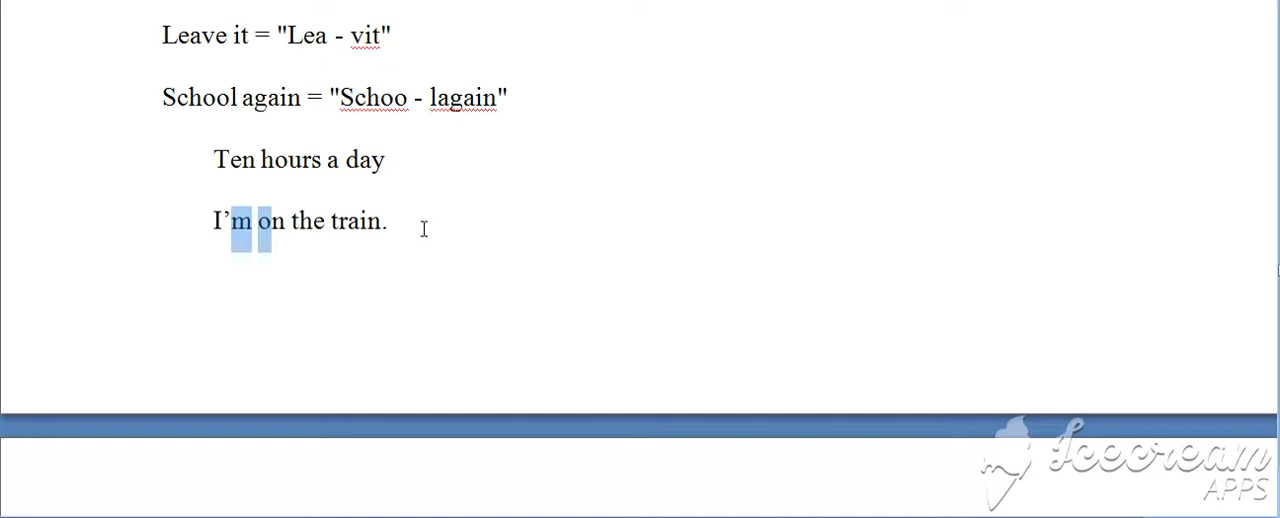 Leave it = "Lea - vit"
School again = "Schoo - lagain"
Ten hours a day
I’m on the train.
Icecream
APPS